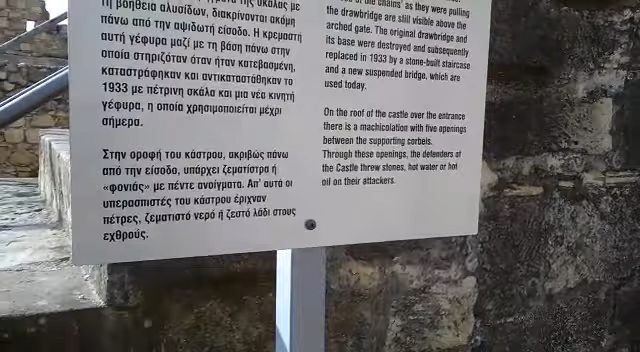 τη βοήθεια αλυσίδων, διακρίνονται ακόμη
πάνω από την αψιδωτή είσοδο. Η κρεμαστή
αυτή γέφυρα μαζί με τη βάση πάνω στην
οποία στηριζόταν όταν ήταν κατεβασμένη,
καταστράφηκαν και αντικαταστάθηκαν το
1933 με πέτρινη σκάλα και μια νέα κινητή
γέφυρα, η οποία χρησιμοποιείται μέχρι
σήμερα.
Στην οροφή του κάστρου, ακριβώς πάνω
από την είσοδο, υπάρχει ζεματίστρα ή
«φονιάς» με πέντε ανοίγματα. Απ' αυτά οι
υπερασπιστές του κάστρου έριχναν
πέτρες, ζεματιστό νερό ή ζεστό λάδι στους
εχθρούς.
of the chains' as they were pulling
the drawbridge are still visible above the
arched gate. The original drawbridge and
its base were destroyed and subsequently
replaced in 1933 by a stone-built staircase
and a new suspended bridge, which are
used today.
On the roof of the castle over the entrance
there is a machicolation with five openings
between the supporting corbels.
Through these openings, the defenders of
the Castle threw stones, hot water or hot
oil on their attackers.